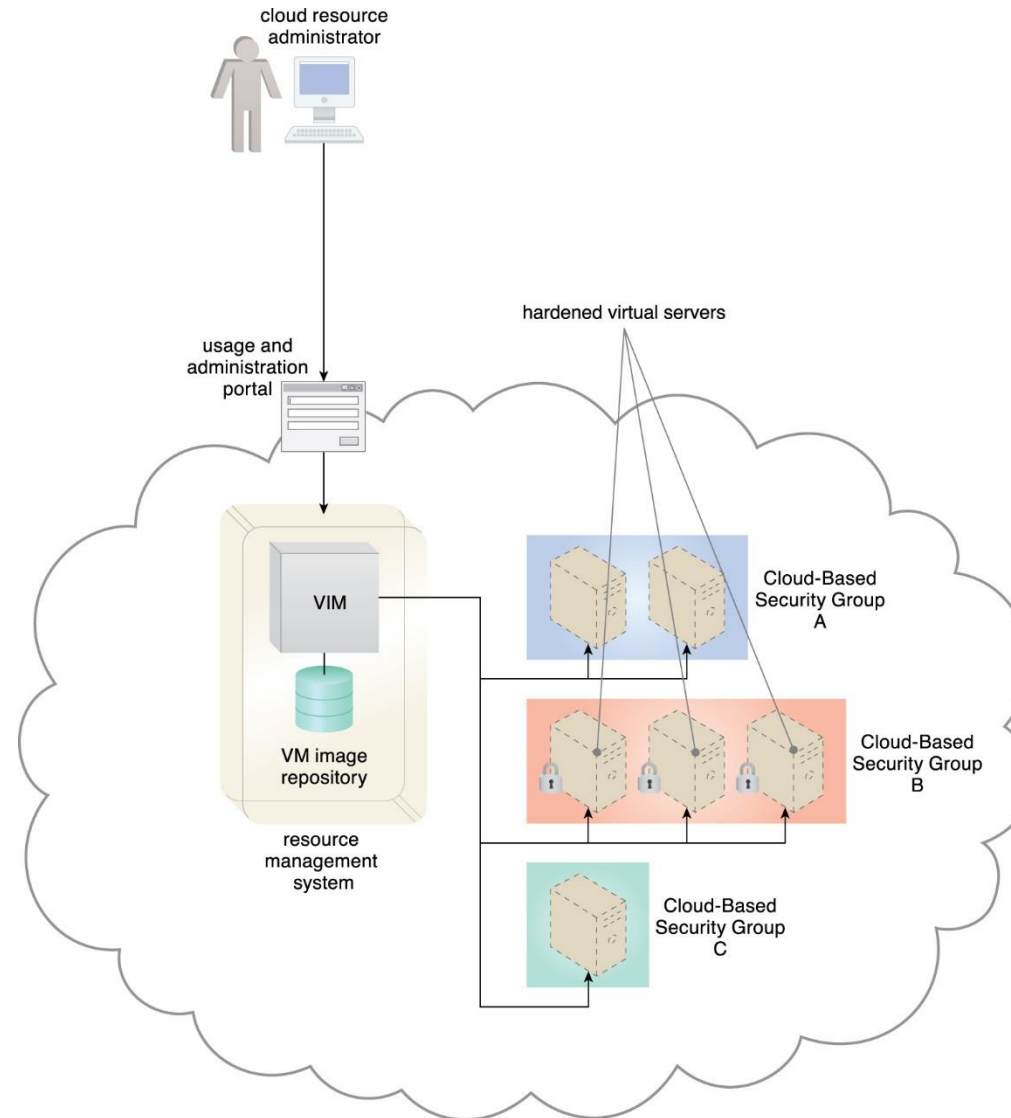 cloud resource
administrator
hardened virtual servers
usage and
administration
portal
VIM
VM image
repository
resource
management
system
Cloud-Based
Security Group
A
Cloud-Based
Security Group
B
Cloud-Based
Security Group
C